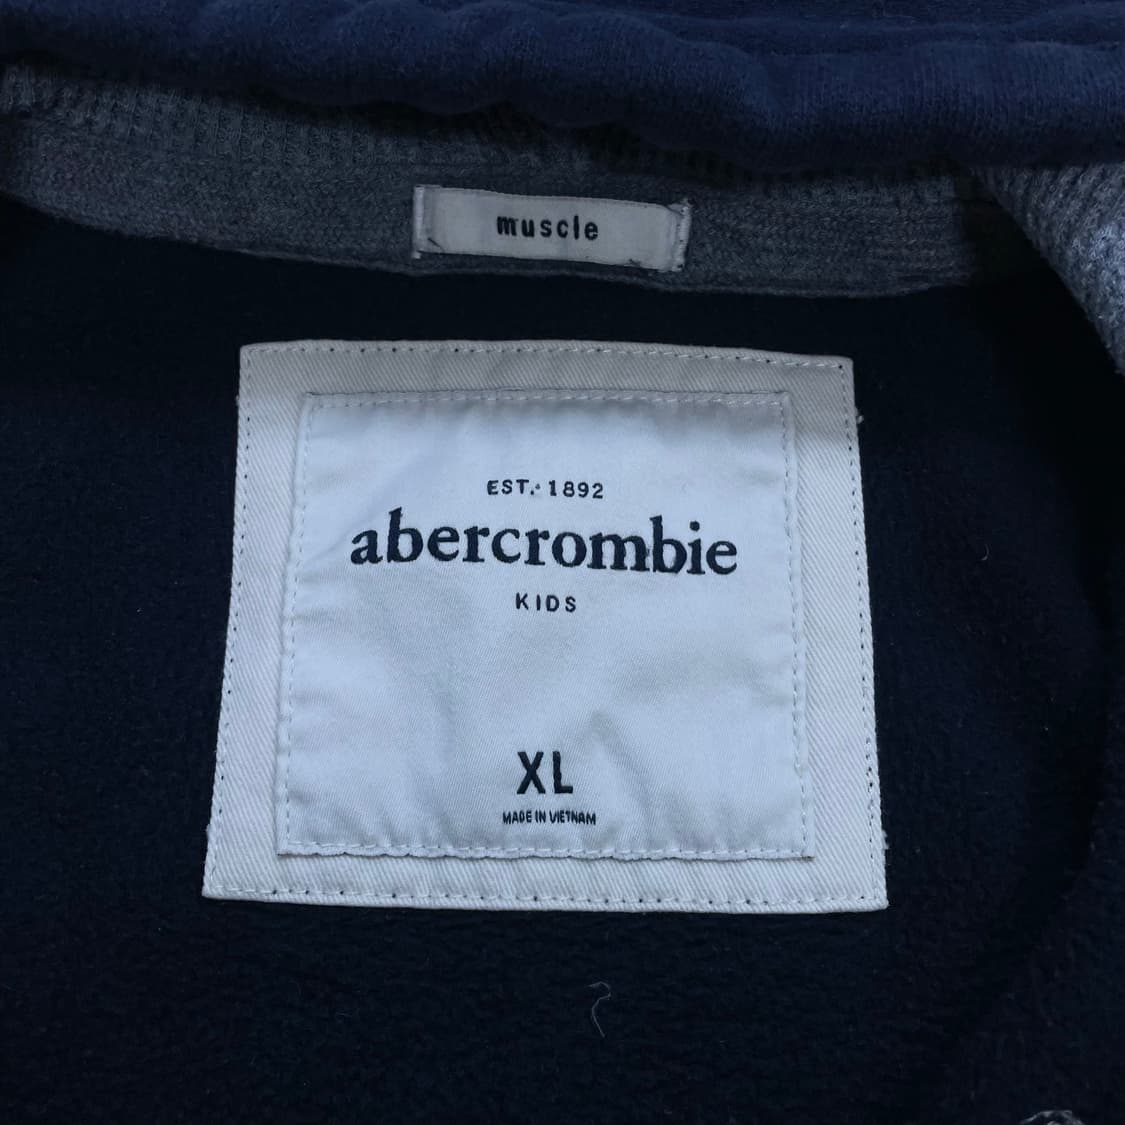 muscle
EST. 1892
abercrombie
KIDS
XL
MADE IN VIETNAM